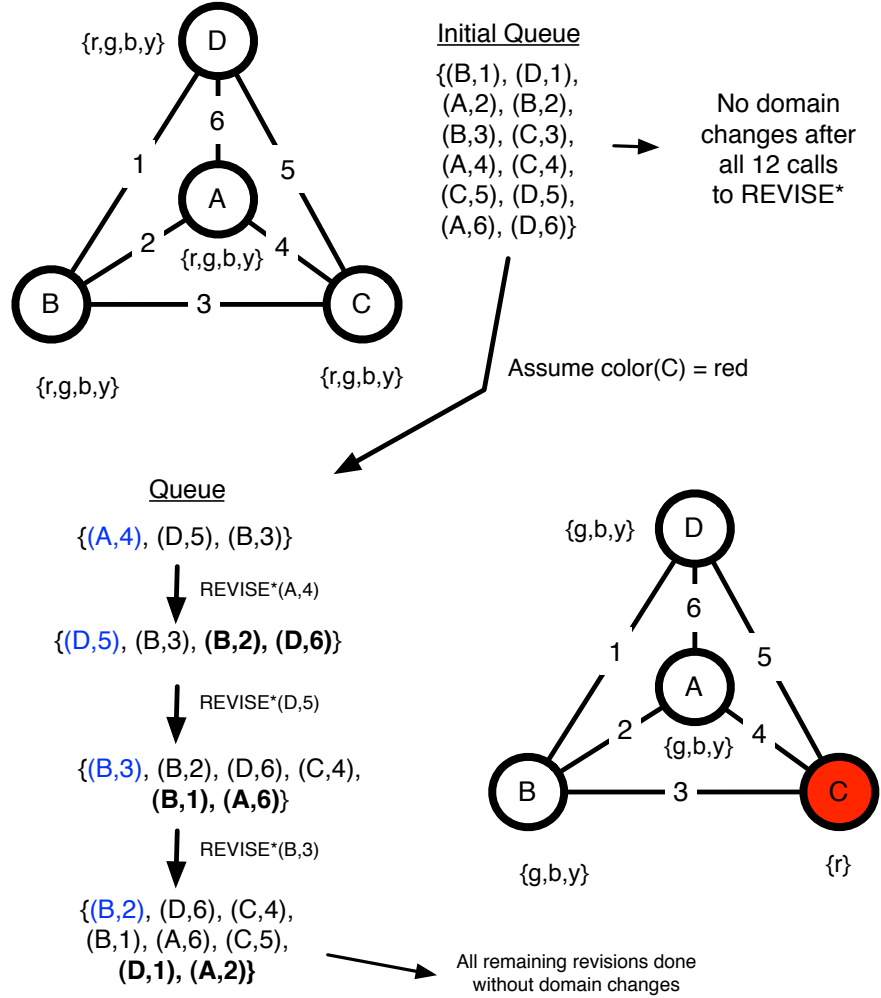 D
{r,g,b,y}
6
1
5
A
2
4
{r,g,b,y}
B
3
C
{r,g,b,y}
{r,g,b,y}
Initial Queue
{(B,1), (D,1),
(A,2), (B,2),
(B,3), (C,3),
(A,4), (C,4),
(C,5), (D,5),
(A,6), (D,6)}
No domain
changes after
all 12 calls
to REVISE*
Assume color(C) = red
Queue
{(A,4), (D,5), (B,3)}
REVISE*(A,4)
{(D,5), (B,3), (B,2), (D,6)}
REVISE*(D,5)
{(B,3), (B,2), (D,6), (C,4),
(B,1), (A,6)}
REVISE*(B,3)
{(B,2), (D,6), (C,4),
(B,1), (A,6), (C,5),
(D,1), (A,2)}
All remaining revisions done
without domain changes
{g,b,y}
D
6
1
5
A
2
4
{g,b,y}
B
3
C
{g,b,y}
{r}